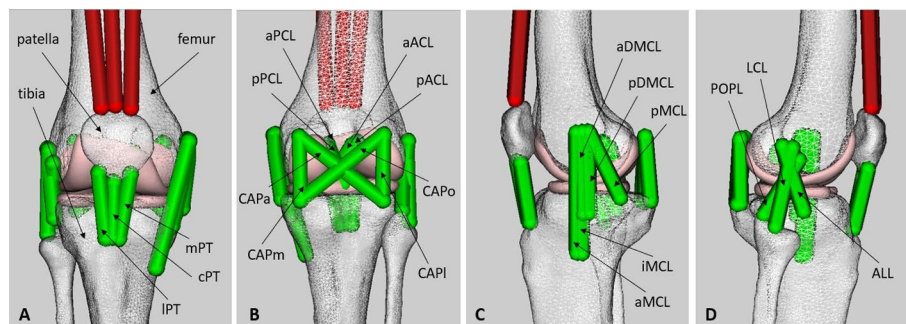 patella
femur
tibia
mPT
cPT
lPT
A
aPCL
aACL
pPCL
pACL
CAPa
CAPo
CAPm
CAPl
B
aDMCL
pDMCL
pMCL
iMCL
aMCL
C
LCL
POPL
ALL
D